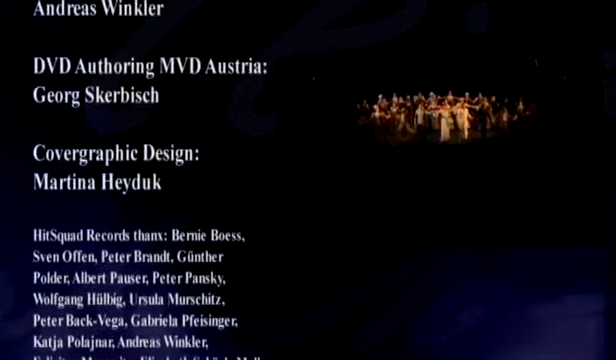 Andreas Winkler
DVD Authoring MVD Austria:
Georg Skerbisch
Covergraphic Design:
Martina Heyduk
HitSquad Records thanx: Bernie Boess,
Sven Offen, Peter Brandt, Günther
Polder, Albert Pauser, Peter Pansky,
Wolfgang Hülbig, Ursula Murschitz,
Peter Back-Vega, Gabriela Pfeisinger,
Katja Polajnar, Andreas Winkler,